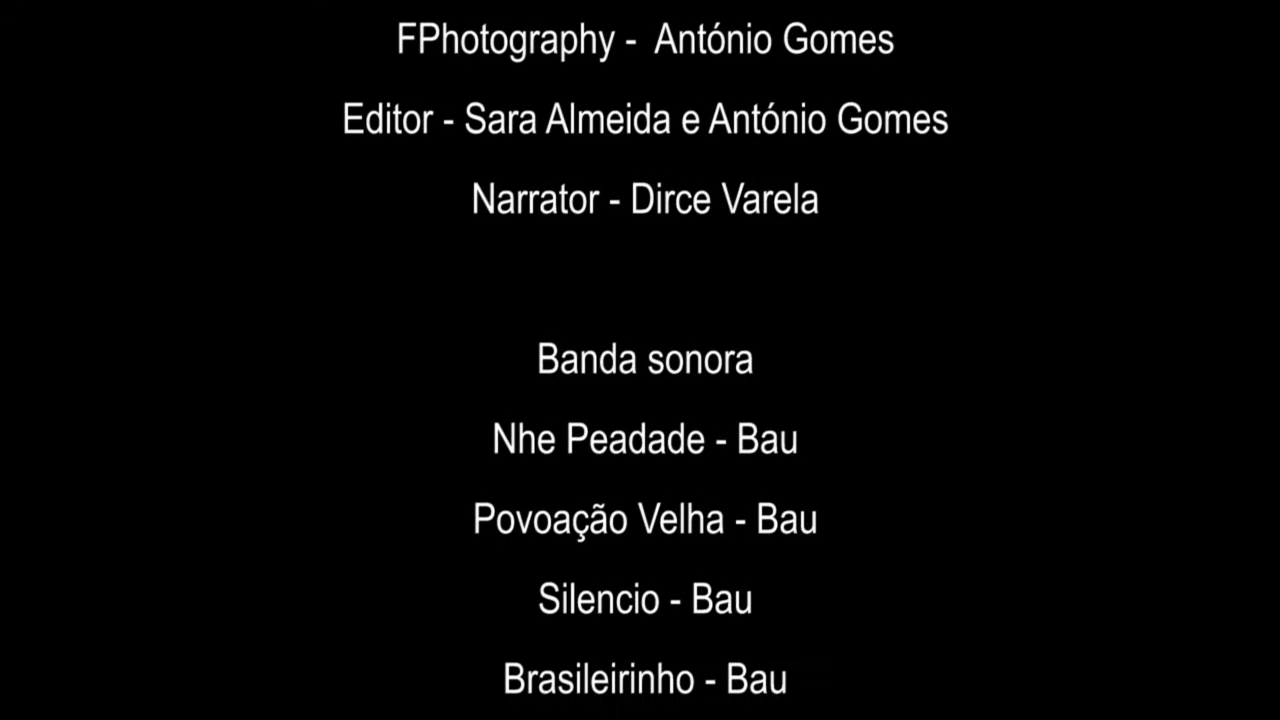 FPhotography - António Gomes
Editor - Sara Almeida e António Gomes
Narrator - Dirce Varela
Banda sonora
Nhe Peadade - Bau
Povoação Velha - Bau
Silencio - Bau
Brasileirinho - Bau